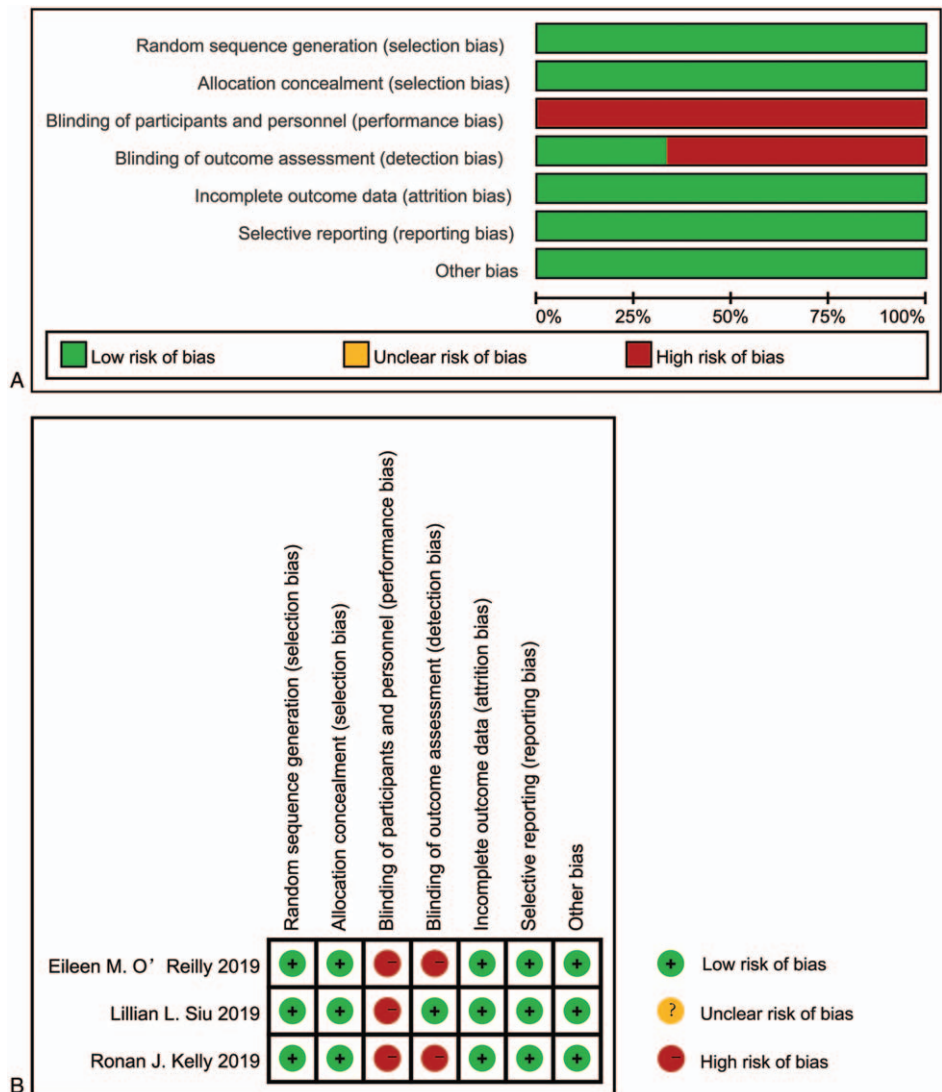 Random sequence generation (selection bias)
Allocation concealment (selection bias)
Blinding of participants and personnel (performance bias)
Blinding of outcome assessment (detection bias)
Incomplete outcome data (attrition bias)
Selective reporting (reporting bias)
Other bias
0% 25% 50% 75% 100%
Low risk of bias Unclear risk of bias High risk of bias
A
Random sequence generation (selection bias)
Allocation concealment (selection bias)
Blinding of participants and personnel (performance bias)
Blinding of outcome assessment (detection bias)
Incomplete outcome data (attrition bias)
Selective reporting (reporting bias)
Other bias
Eileen M. O’ Reilly 2019 + + − − + + +
Lillian L. Siu 2019 + + − + + + +
Ronan J. Kelly 2019 + + − − + + +
+ Low risk of bias
? Unclear risk of bias
− High risk of bias
B